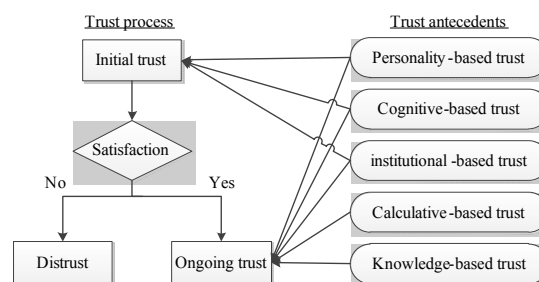 Trust process
Trust antecedents
Initial trust
Personality-based trust
Cognitive-based trust
Satisfaction
institutional -based trust
No
Yes
Calculative-based trust
Distrust
Ongoing trust
Knowledge-based trust